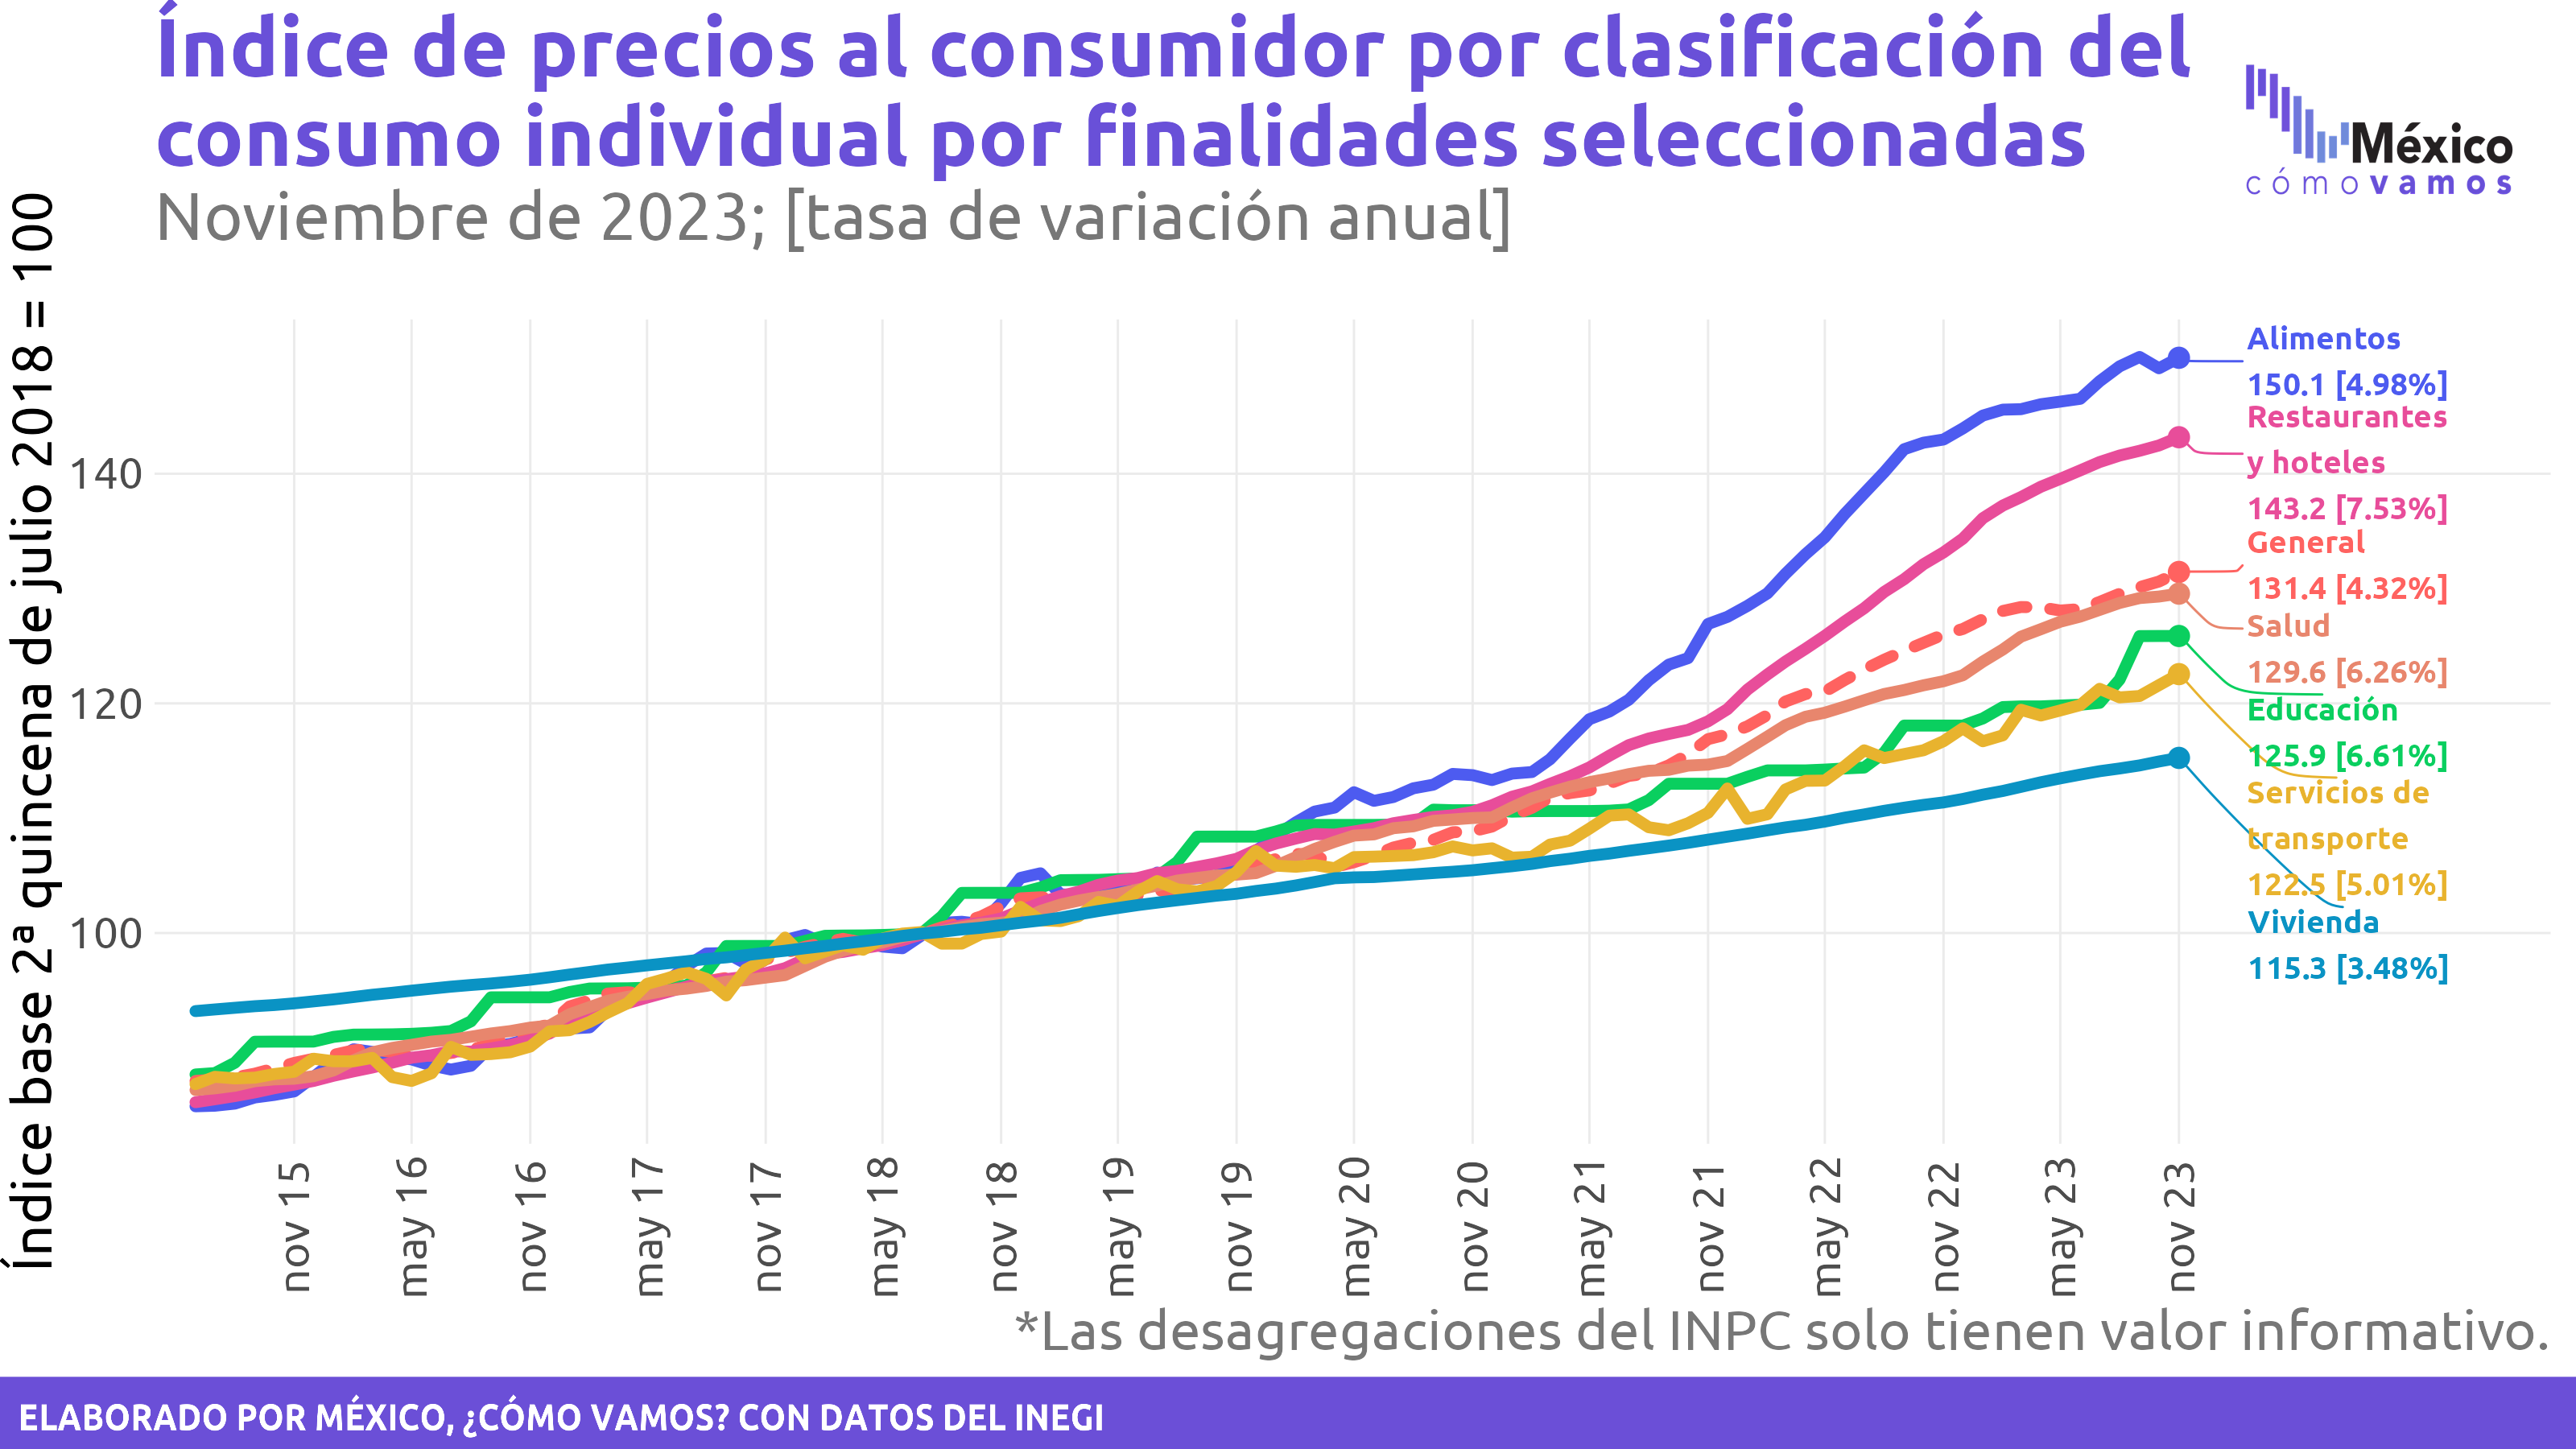 Índice de precios al consumidor por clasificación del
consumo individual por finalidades seleccionadas
Noviembre de 2023; [tasa de variación anual]
México
cómo vamos
Índice base 2ª quincena de julio 2018 = 100
140
120
100
Alimentos
150.1 [4.98%]
Restaurantes
y hoteles
143.2 [7.53%]
General
131.4 [4.32%]
Salud
129.6 [6.26%]
Educación
125.9 [6.61%]
Servicios de
transporte
122.5 [5.01%]
Vivienda
115.3 [3.48%]
nov 15
may 16
nov 16
may 17
nov 17
may 18
nov 18
may 19
nov 19
may 20
nov 20
may 21
nov 21
may 22
nov 22
may 23
nov 23
*Las desagregaciones del INPC solo tienen valor informativo.
ELABORADO POR MÉXICO, ¿CÓMO VAMOS? CON DATOS DEL INEGI